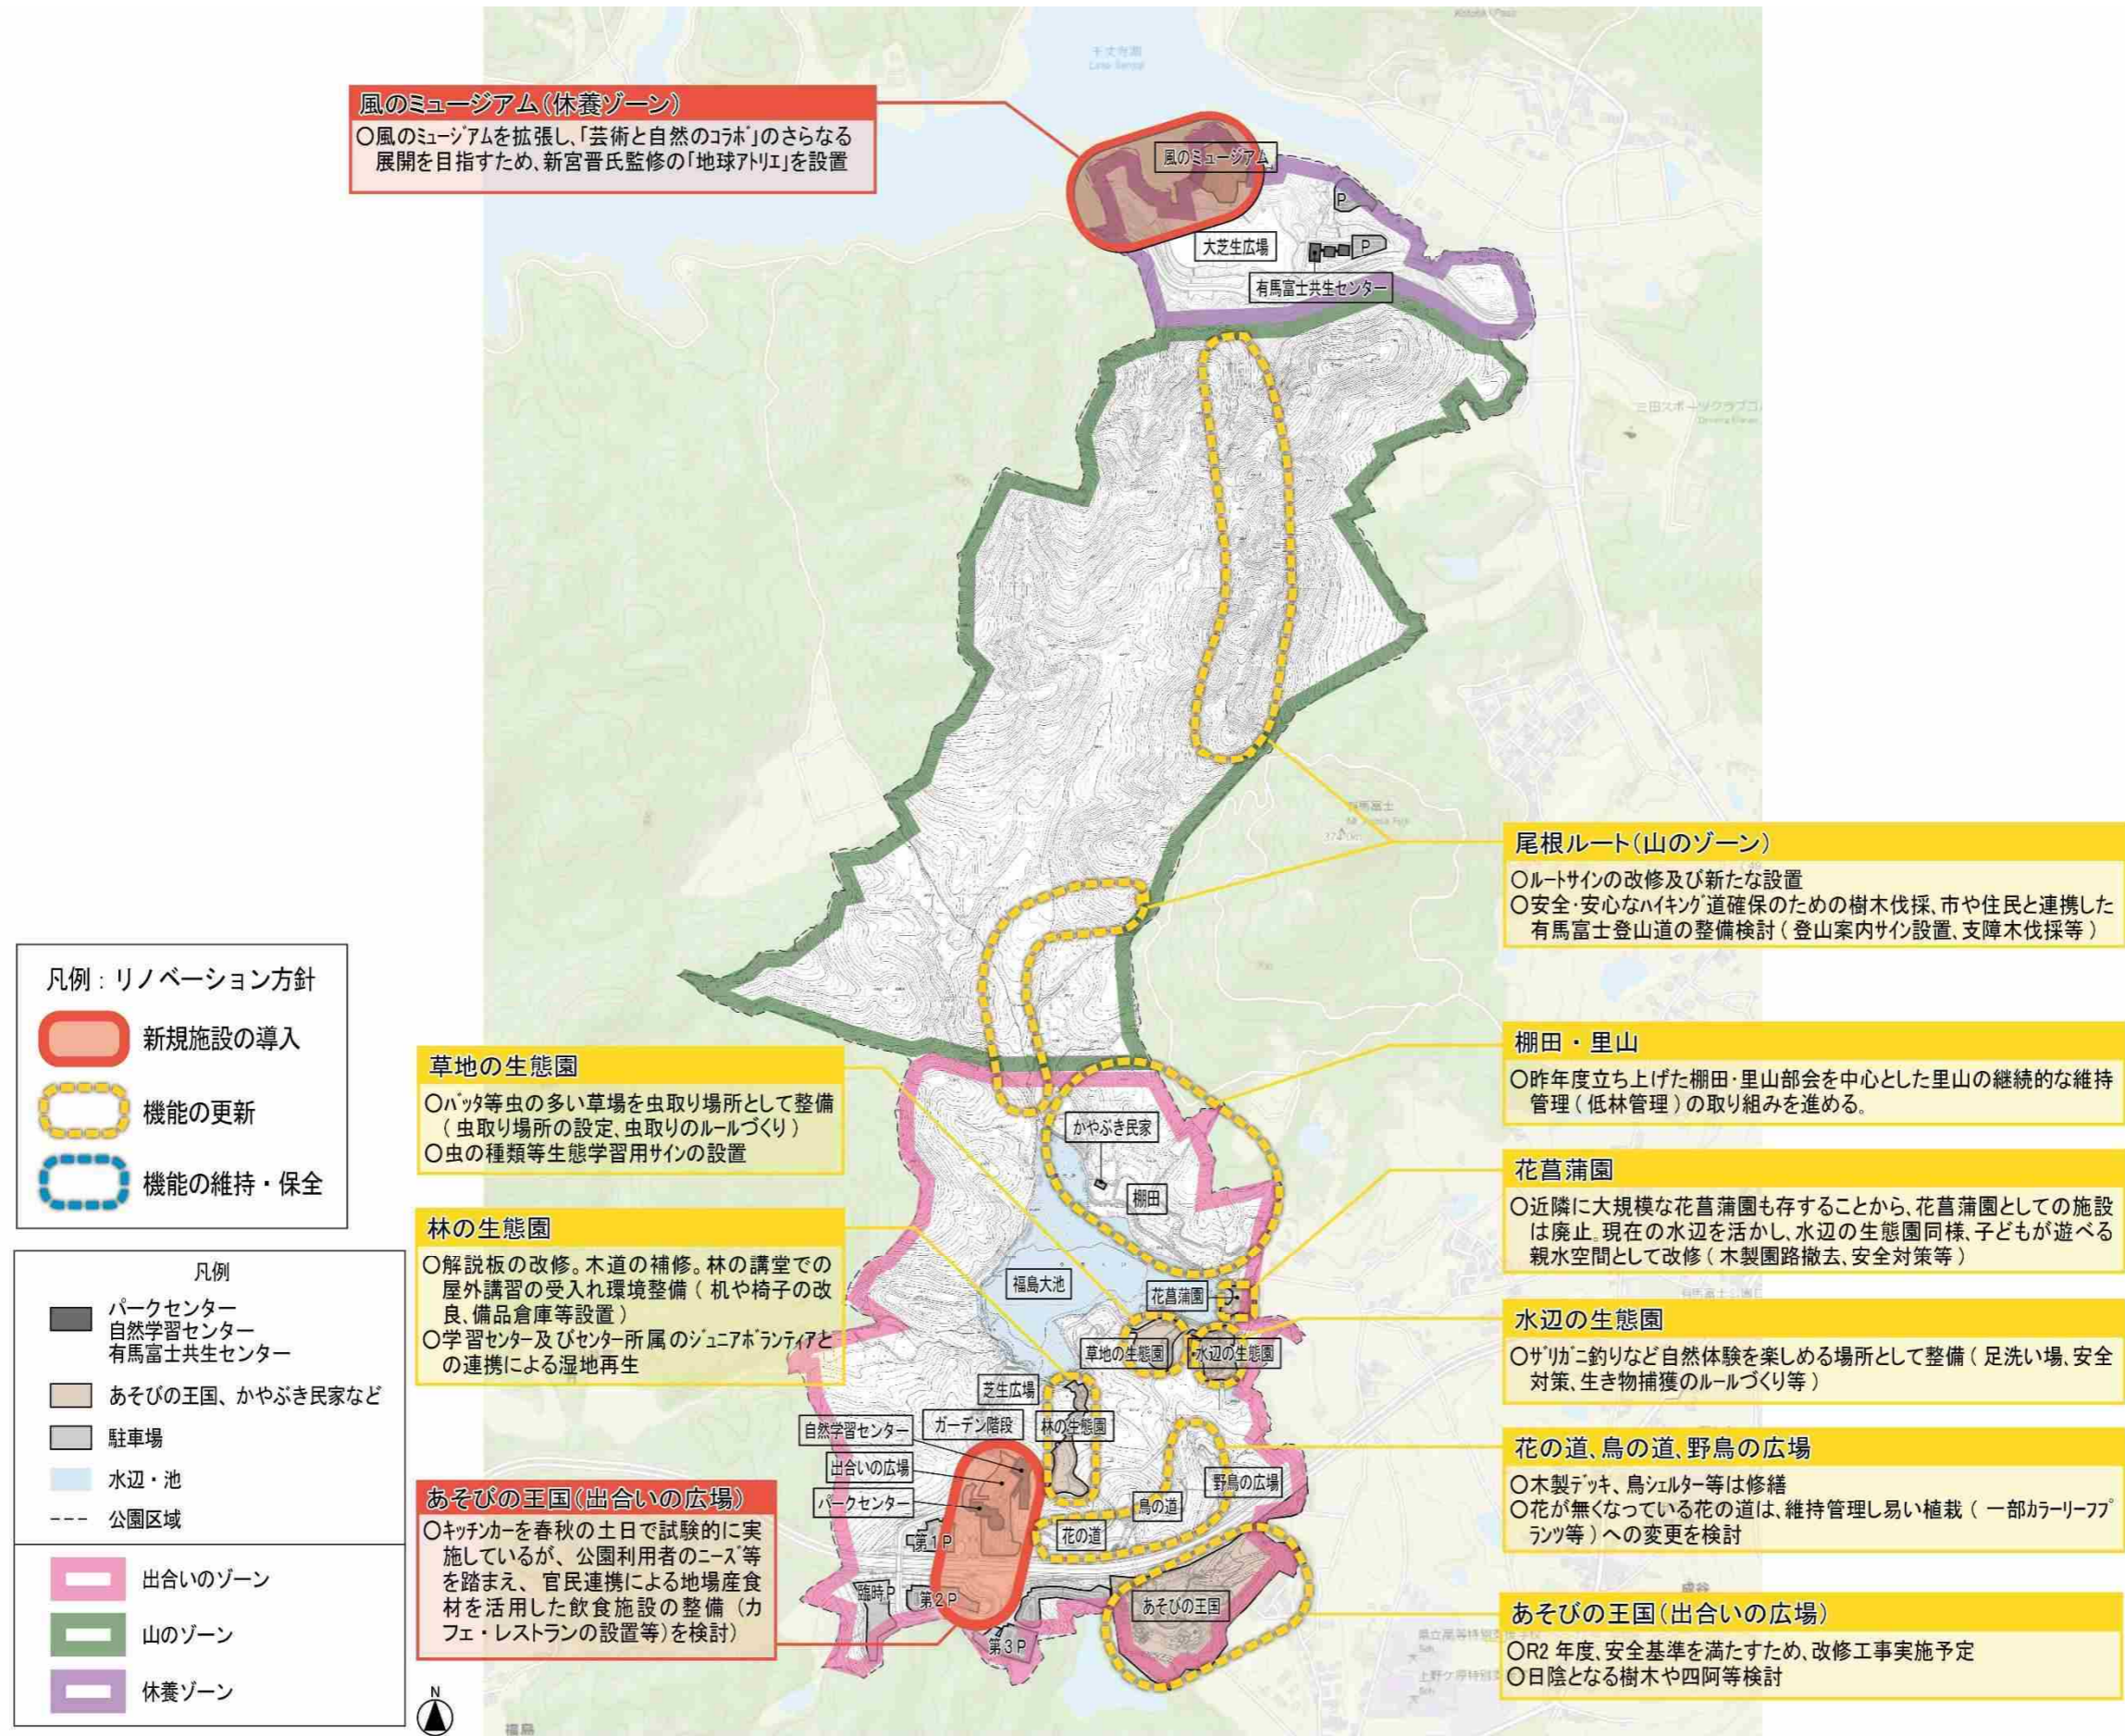 千丈寺湖
Lake Senjoji
風のミュージアム(休養ゾーン)
〇風のミュージアムを拡張し、「芸術と自然のコラボ」のさらなる
展開を目指すため、新宮晋氏監修の「地球アトリエ」を設置
風のミュージアム
P
大芝生広場
P
有馬富士共生センター
有馬富士
尾根ルート(山のゾーン)
〇ルートサインの改修及び新たな設置
〇安全・安心なハイキング道確保のための樹木伐採、市や住民と連携した
有馬富士登山道の整備検討(登山案内サイン設置、支障木伐採等)
棚田・里山
〇昨年度立ち上げた棚田・里山部会を中心とした里山の継続的な維持
管理(低林管理)の取り組みを進める。
花菖蒲園
〇近隣に大規模な花菖蒲園も存することから、花菖蒲園としての施設
は廃止。現在の水辺を活かし、水辺の生態園同様、子どもが遊べる
親水空間として改修(木製園路撤去、安全対策等)
水辺の生態園
〇ザリガニ釣りなど自然体験を楽しめる場所として整備(足洗い場、安全
対策、生き物捕獲のルールづくり等)
花の道、鳥の道、野鳥の広場
〇木製デッキ、鳥シェルター等は修繕
〇花が無くなっている花の道は、維持管理し易い植栽(一部カラーリーフプ
ランツ等)への変更を検討
あそびの王国(出合いの広場)
〇R2 年度、安全基準を満たすため、改修工事実施予定
〇日陰となる樹木や四阿等検討
草地の生態園
〇バッタ等虫の多い草場を虫取り場所として整備
(虫取り場所の設定、虫取りのルールづくり)
〇虫の種類等生態学習用サインの設置
林の生態園
〇解説板の改修。木道の補修。林の講堂での
屋外講習の受入れ環境整備(机や椅子の改
良、備品倉庫等設置)
〇学習センター及びセンター所属のジュニアボランティアと
の連携による湿地再生
あそびの王国(出合いの広場)
〇キッチンカーを春秋の土日で試験的に実
施しているが、公園利用者のニーズ等
を踏まえ、官民連携による地場産食
材を活用した飲食施設の整備(カ
フェ・レストランの設置等)を検討)
かやぶき民家
棚田
福島大池
花菖蒲園
草地の生態園
水辺の生態園
芝生広場
自然学習センター
ガーデン階段
林の生態園
出合いの広場
パークセンター
野鳥の広場
鳥の道
花の道
第1P
臨時P
第2P
第3P
あそびの王国
凡例:リノベーション方針
新規施設の導入
機能の更新
機能の維持・保全
凡例
パークセンター
自然学習センター
有馬富士共生センター
あそびの王国、かやぶき民家など
駐車場
水辺・池
公園区域
出合いのゾーン
山のゾーン
休養ゾーン
N
福島